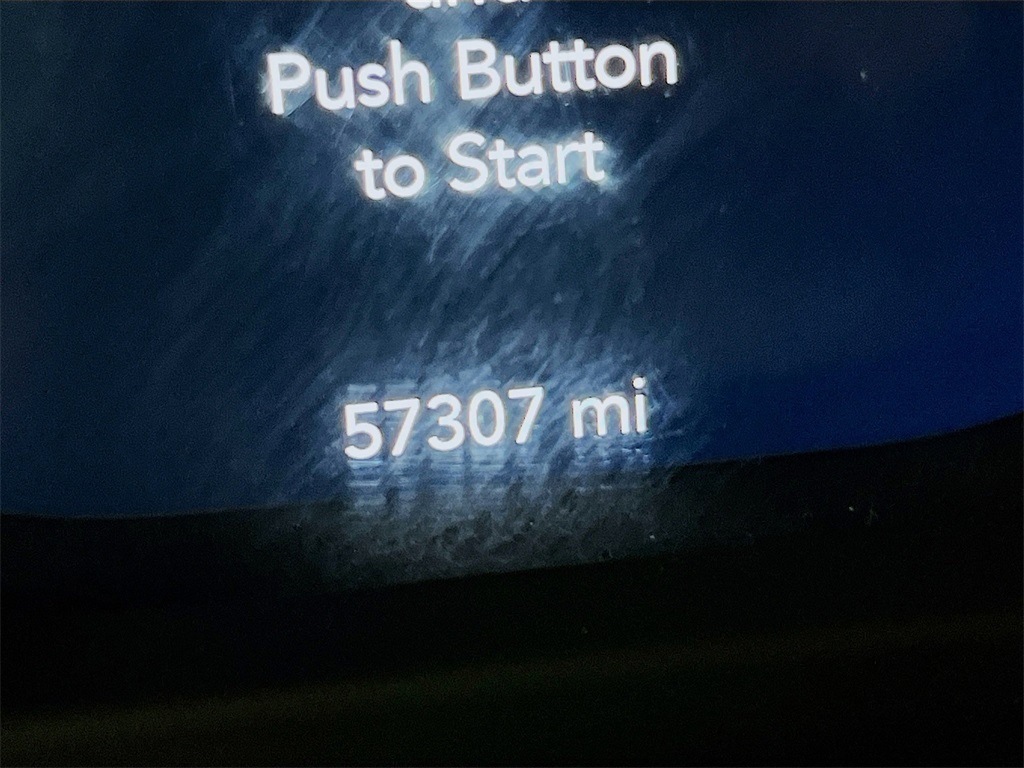 Push Button
to Start
57307 mi